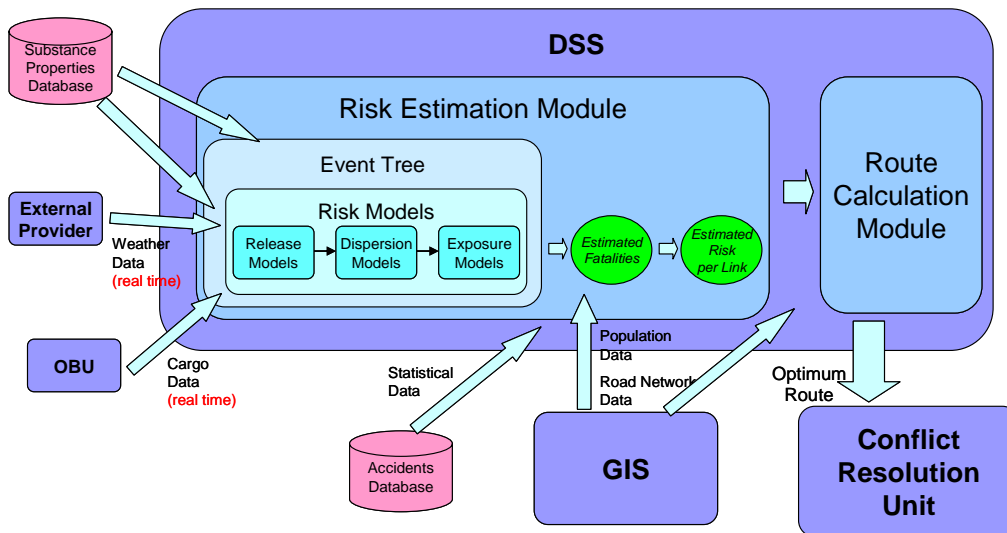 DSS
Substance
Properties
Database
Risk Estimation Module
Event Tree
Risk Models
Release
Models
Dispersion
Models
Exposure
Models
Estimated
Fatalities
Estimated
Risk
per Link
Route
Calculation
Module
External
Provider
Weather
Data
(real time)
OBU
Cargo
Data
(real time)
Statistical
Data
Population
Data
Road Network
Data
Optimum
Route
Accidents
Database
GIS
Conflict
Resolution
Unit